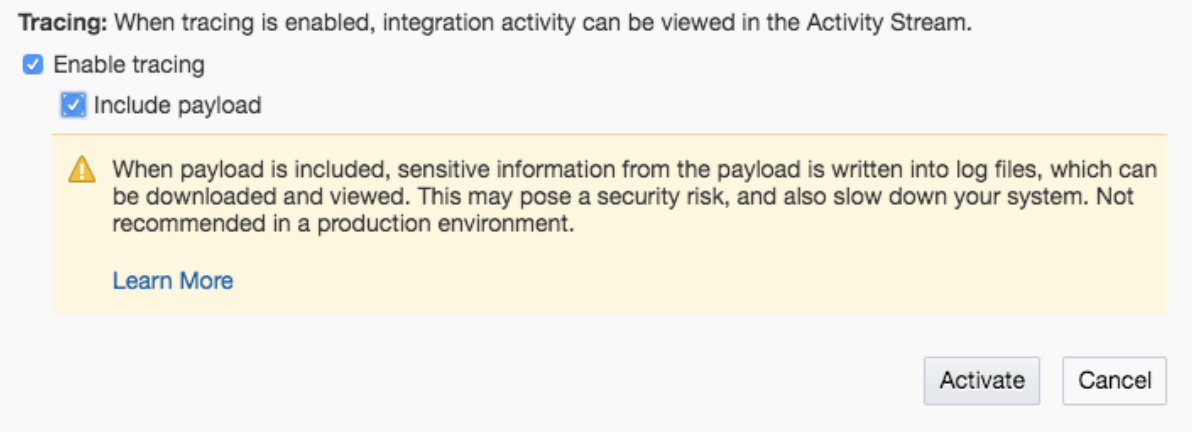 Tracing: When tracing is enabled, integration activity can be viewed in the Activity Stream.
Enable tracing
Include payload
When payload is included, sensitive information from the payload is written into log files, which can
be downloaded and viewed. This may pose a security risk, and also slow down your system. Not
recommended in a production environment.
Learn More
Activate Cancel